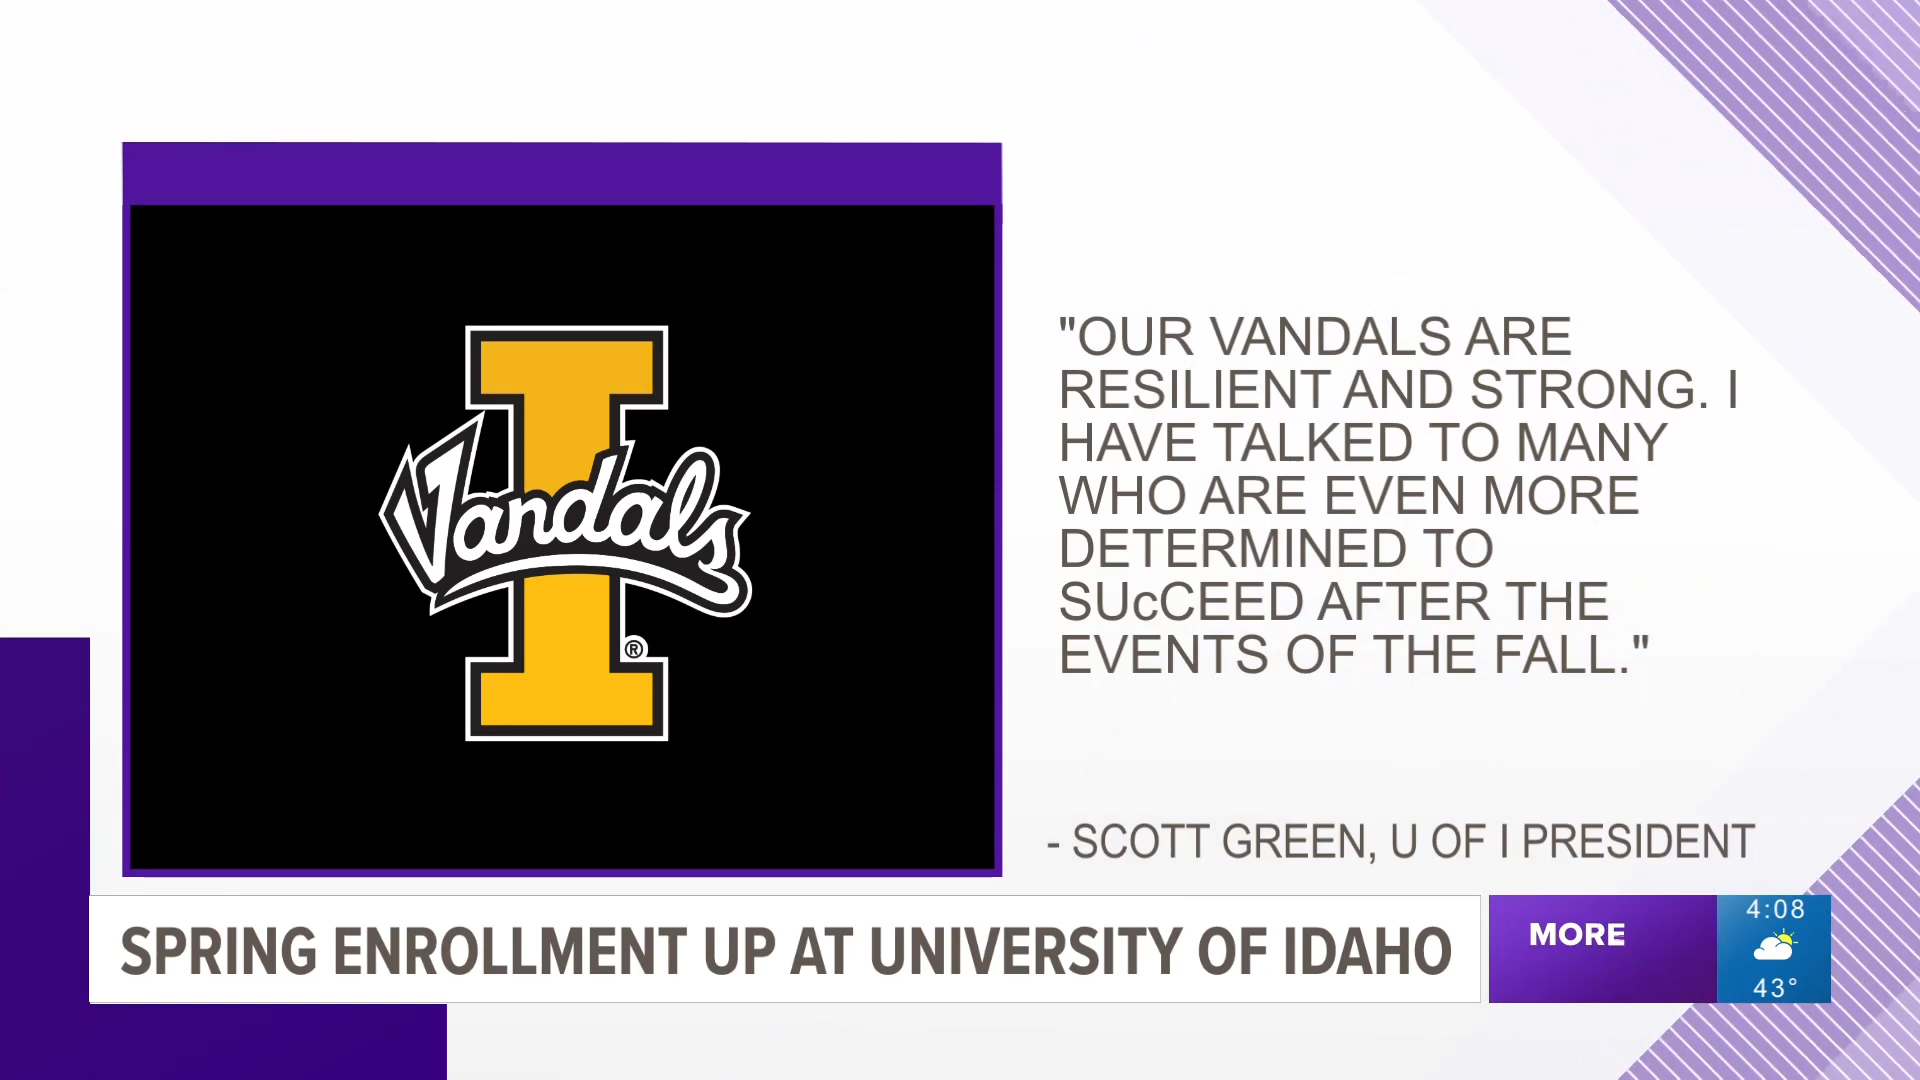 "OUR VANDALS ARE
RESILIENT AND STRONG. I
HAVE TALKED TO MANY
WHO ARE EVEN MORE
DETERMINED TO
SUcCEED AFTER THE
EVENTS OF THE FALL."
Vandals
®
- SCOTT GREEN, U OF I PRESIDENT
SPRING ENROLLMENT UP AT UNIVERSITY OF IDAHO
MORE
4:08
43°